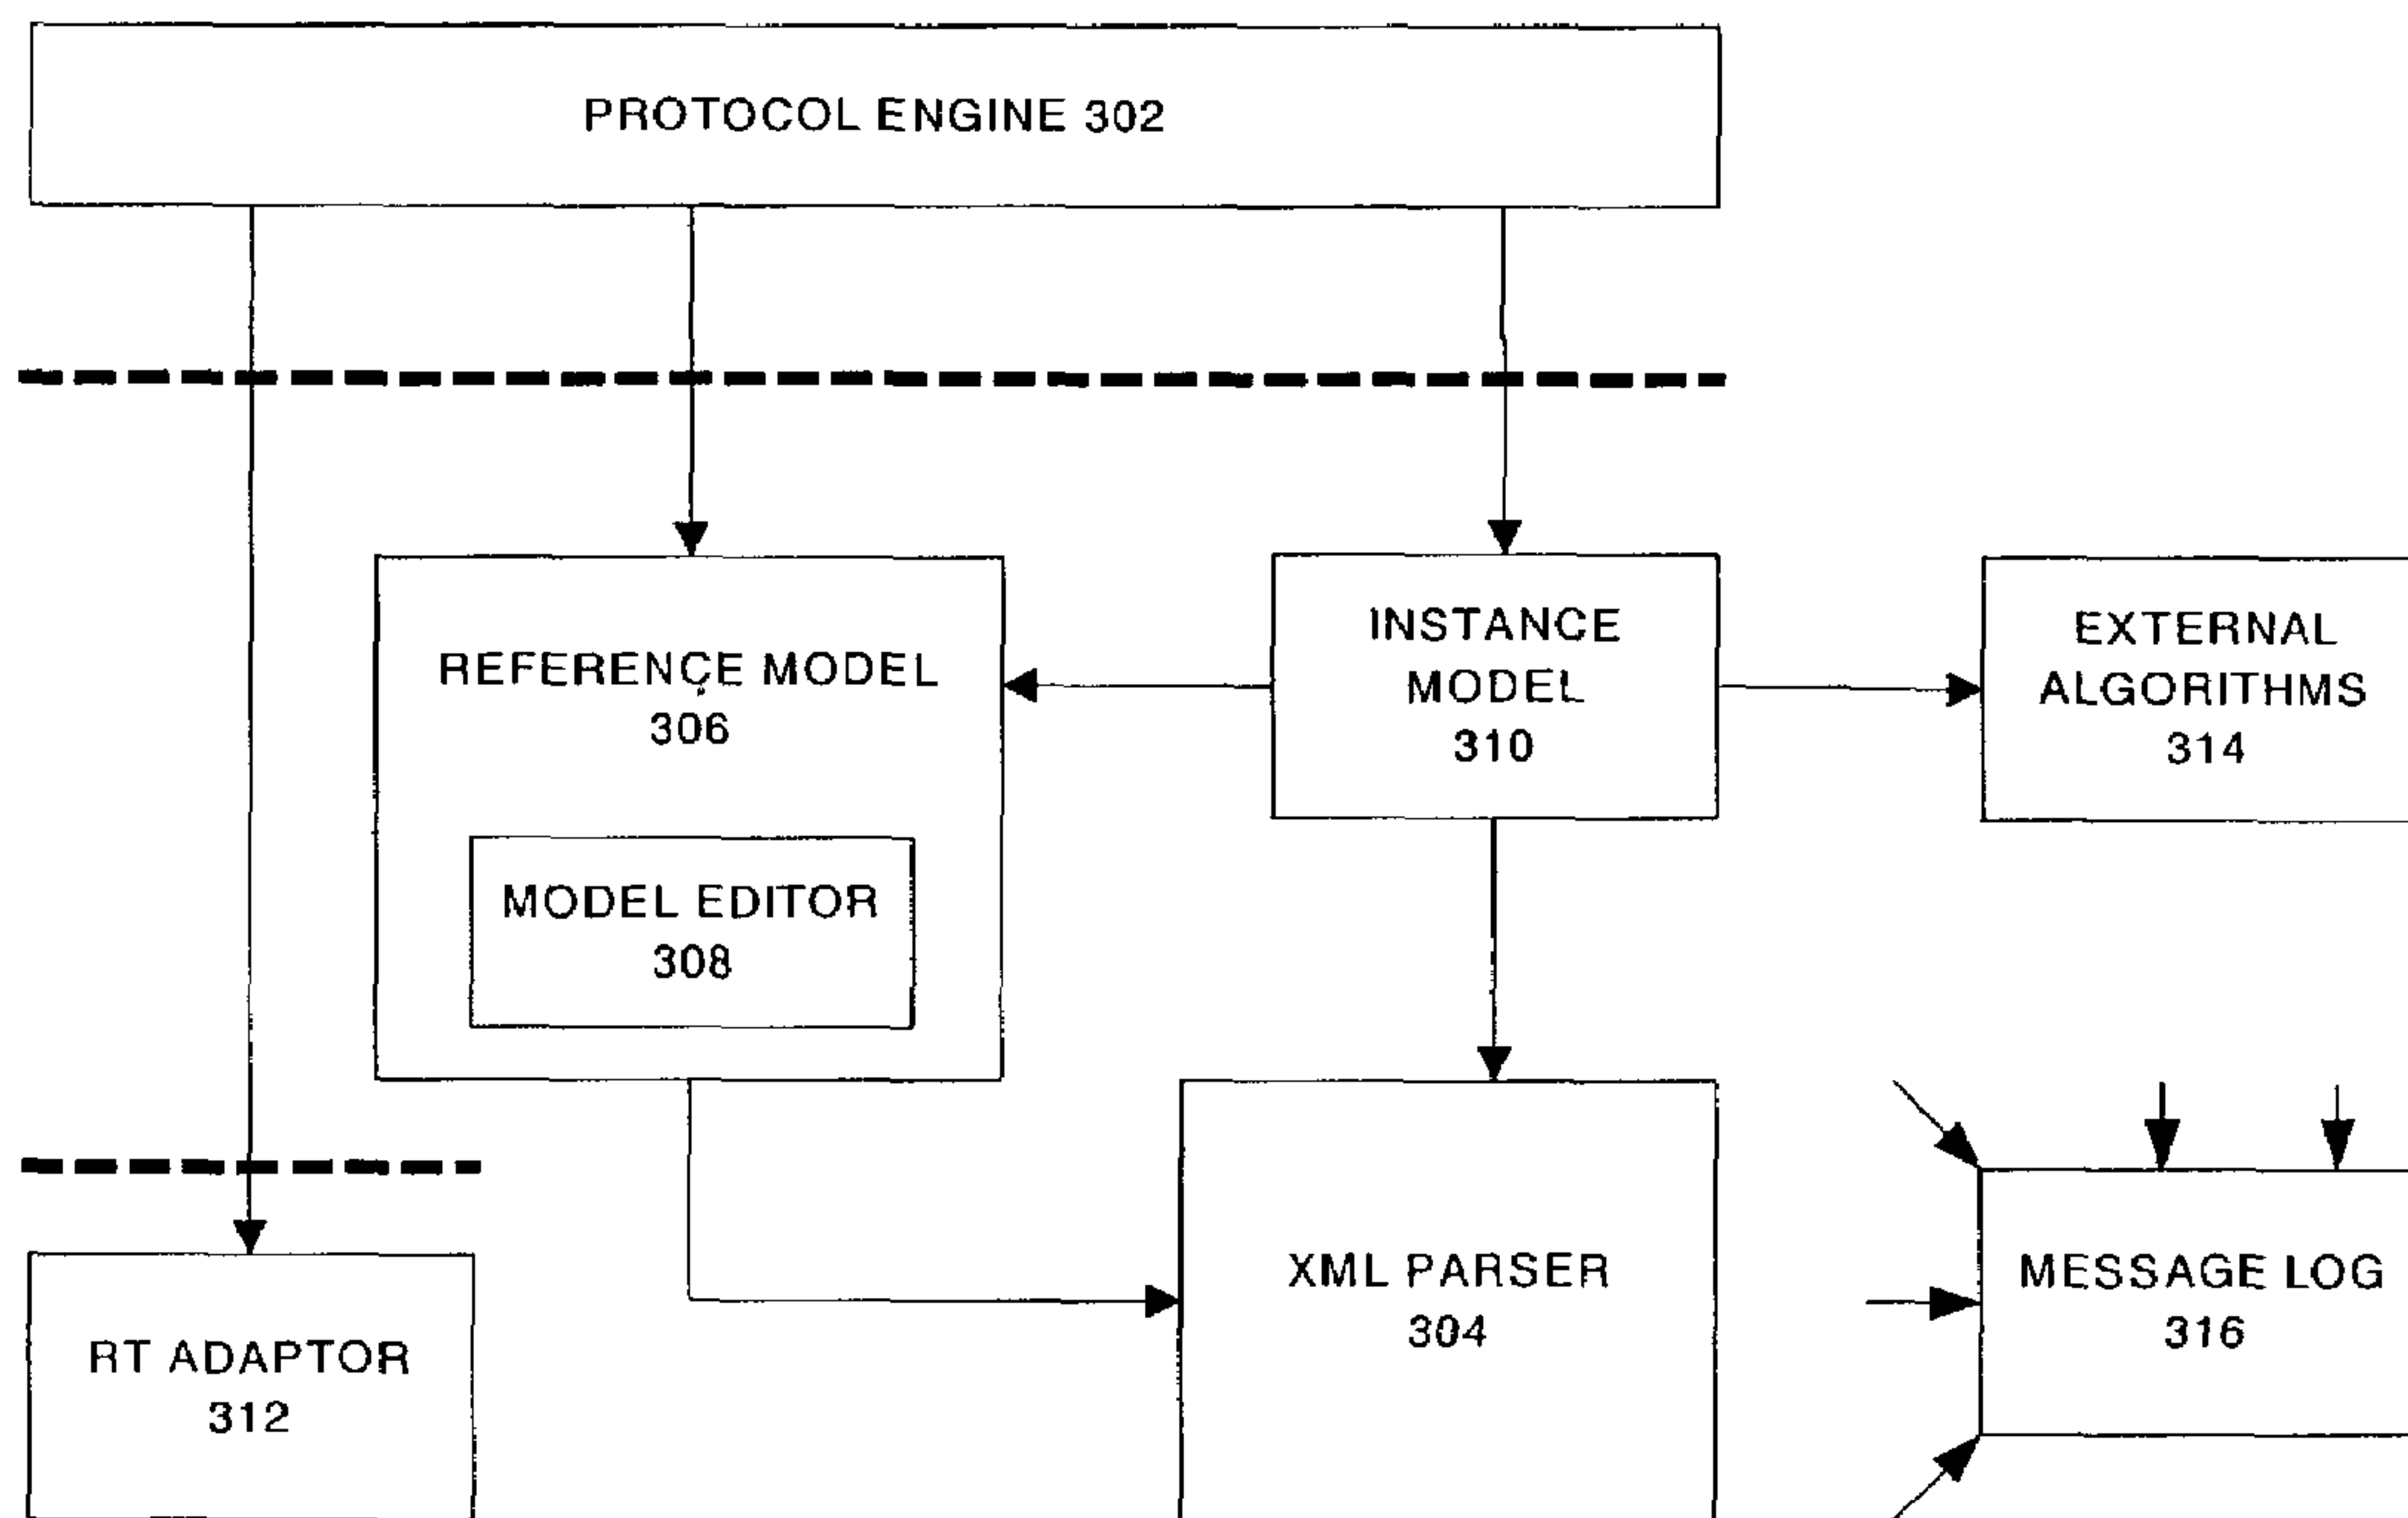 PROTOCOL ENGINE 302
REFERENCE MODEL
306
INSTANCE
MODEL
310
EXTERNAL
ALGORITHMS
314
MODEL EDITOR
308
XML PARSER
304
MESSAGE LOG
316
RT ADAPTOR
312